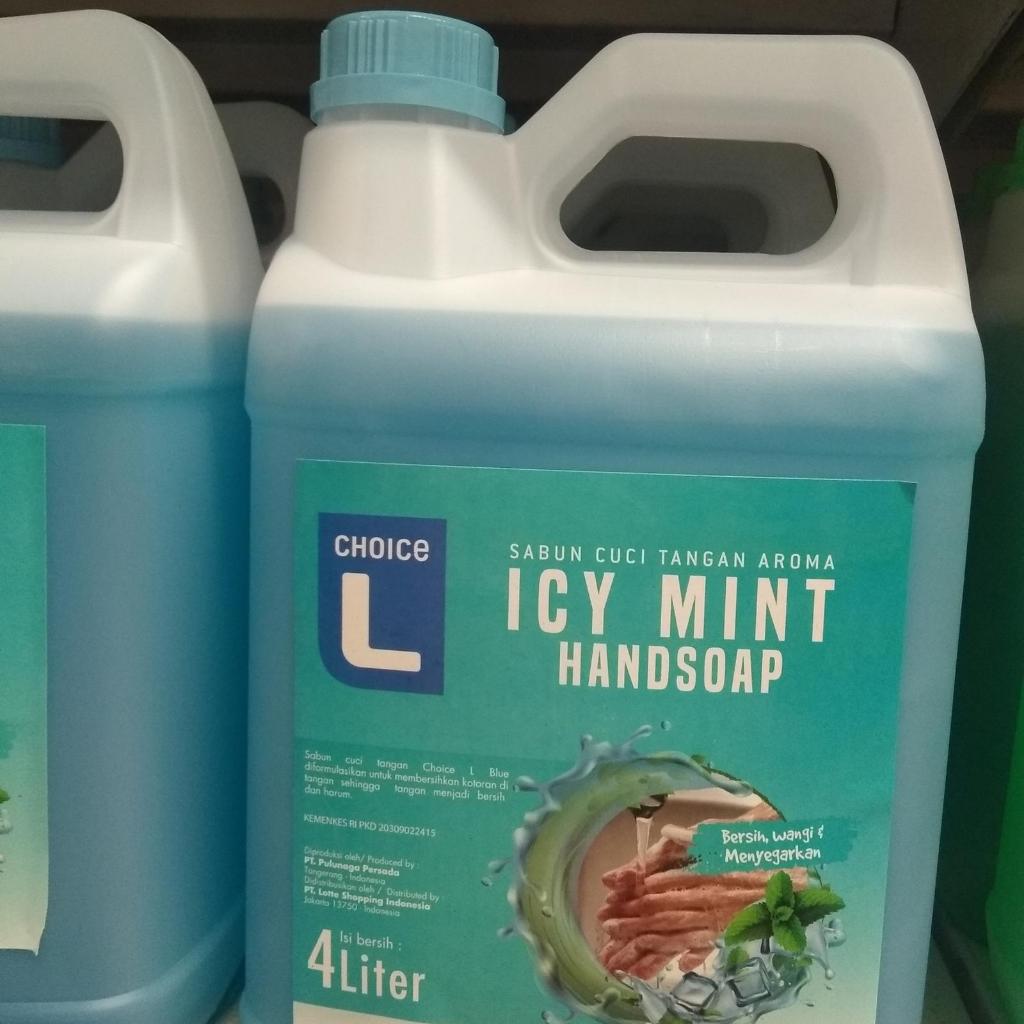 CHOICe
L
SABUN CUCI TANGAN AROMA
ICY MINT
HANDSOAP
Sabun cuci tangan Choice L Blue
diformulasikan untuk membersihkan kotoran di
tangan sehingga tangan menjadi bersih
dan harum.
KEMENKES RI PKD 20309022415
Diproduksi oleh/ Produced by :
PT. Pulunaga Persada
Tangerang - Indonesia
Didistribusikan oleh / Distributed by
PT. Lotte Shopping Indonesia
Jakarta 13750 - Indonesia
Bersih, wangi &
Menyegarkan
Isi bersih :
4 Liter